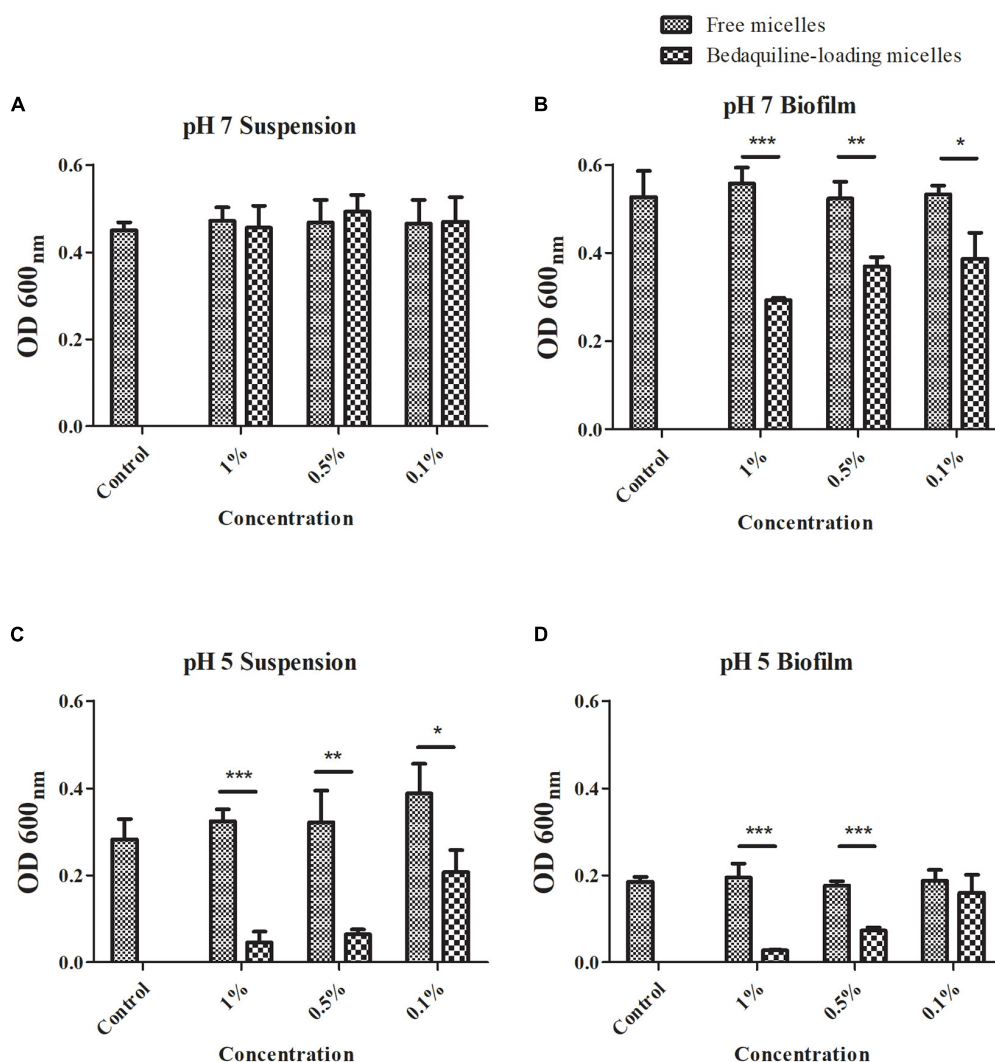 Free micelles
Bedaquiline-loading micelles
A
pH 7 Suspension
0.6
0.4
0.2
0.0
OD 600nm
Control
1%
0.5%
0.1%
Concentration
B
pH 7 Biofilm
***
**
*
0.6
0.4
0.2
0.0
OD 600nm
Control
1%
0.5%
0.1%
Concentration
C
pH 5 Suspension
***
**
*
0.6
0.4
0.2
0.0
OD 600nm
Control
1%
0.5%
0.1%
Concentration
D
pH 5 Biofilm
***
***
0.6
0.4
0.2
0.0
OD 600nm
Control
1%
0.5%
0.1%
Concentration